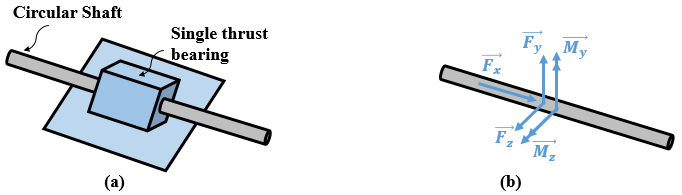 Circular Shaft
Single thrust
bearing
(a)
F_y
M_y
F_x
F_z
M_z
(b)